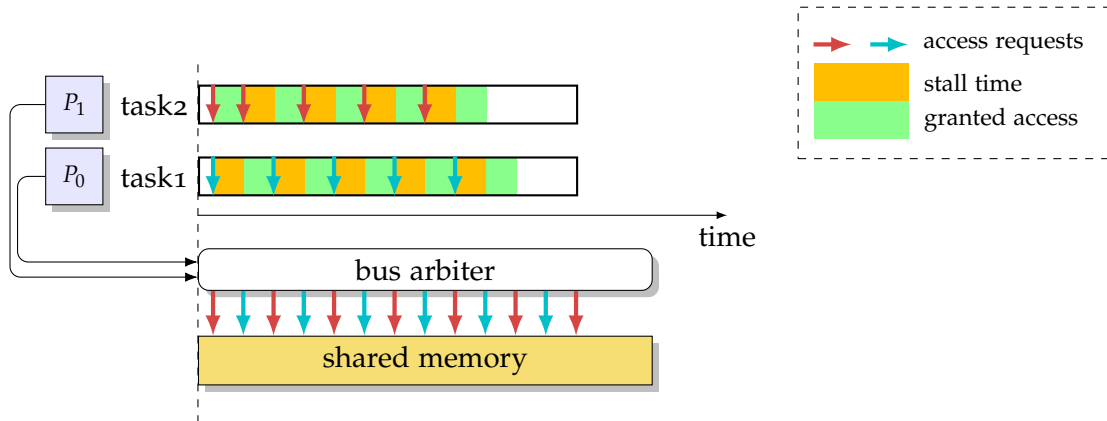 access requests
stall time
granted access
P1 task2
P0 task1
time
bus arbiter
shared memory